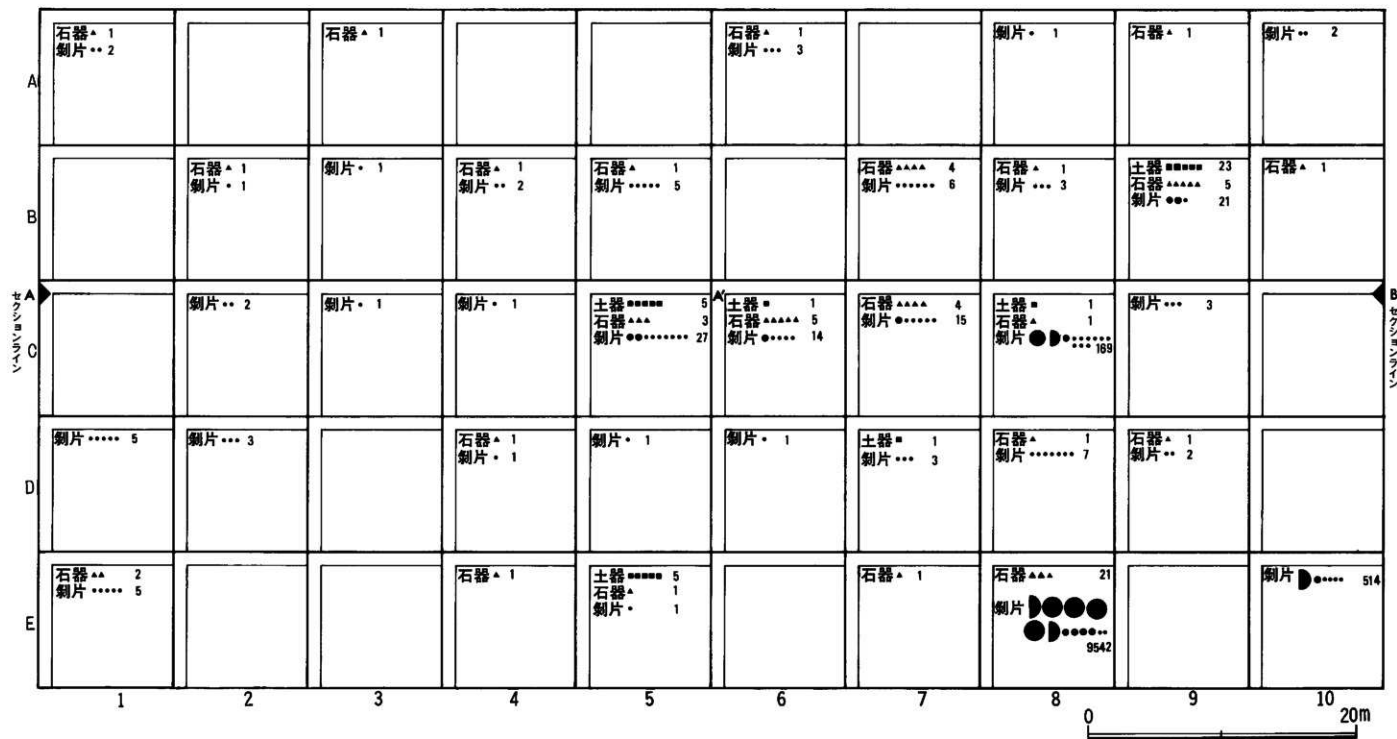 石器 1
剝片 2
石器 1
石器 1
剝片 3
剝片 1
石器 1
剝片 2
A
石器 1
剝片 1
剝片 1
石器 1
剝片 2
石器 1
剝片 5
石器 4
剝片 6
石器 1
剝片 3
土器 23
石器 5
剝片 21
石器 1
B
A
セクションライン
C
剝片 2
剝片 1
剝片 1
土器 5
石器 3
剝片 27
A'
土器 1
石器 5
剝片 14
石器 4
剝片 15
土器 1
石器 1
剝片 169
剝片 3
B
セクションライン
剝片 5
剝片 3
石器 1
剝片 1
剝片 1
剝片 1
土器 1
剝片 3
石器 1
剝片 7
石器 1
剝片 2
D
石器 2
剝片 5
石器 1
土器 5
石器 1
剝片 1
石器 1
石器 21
剝片
9542
剝片 514
E
1 2 3 4 5 6 7 8 9 10
0 20m